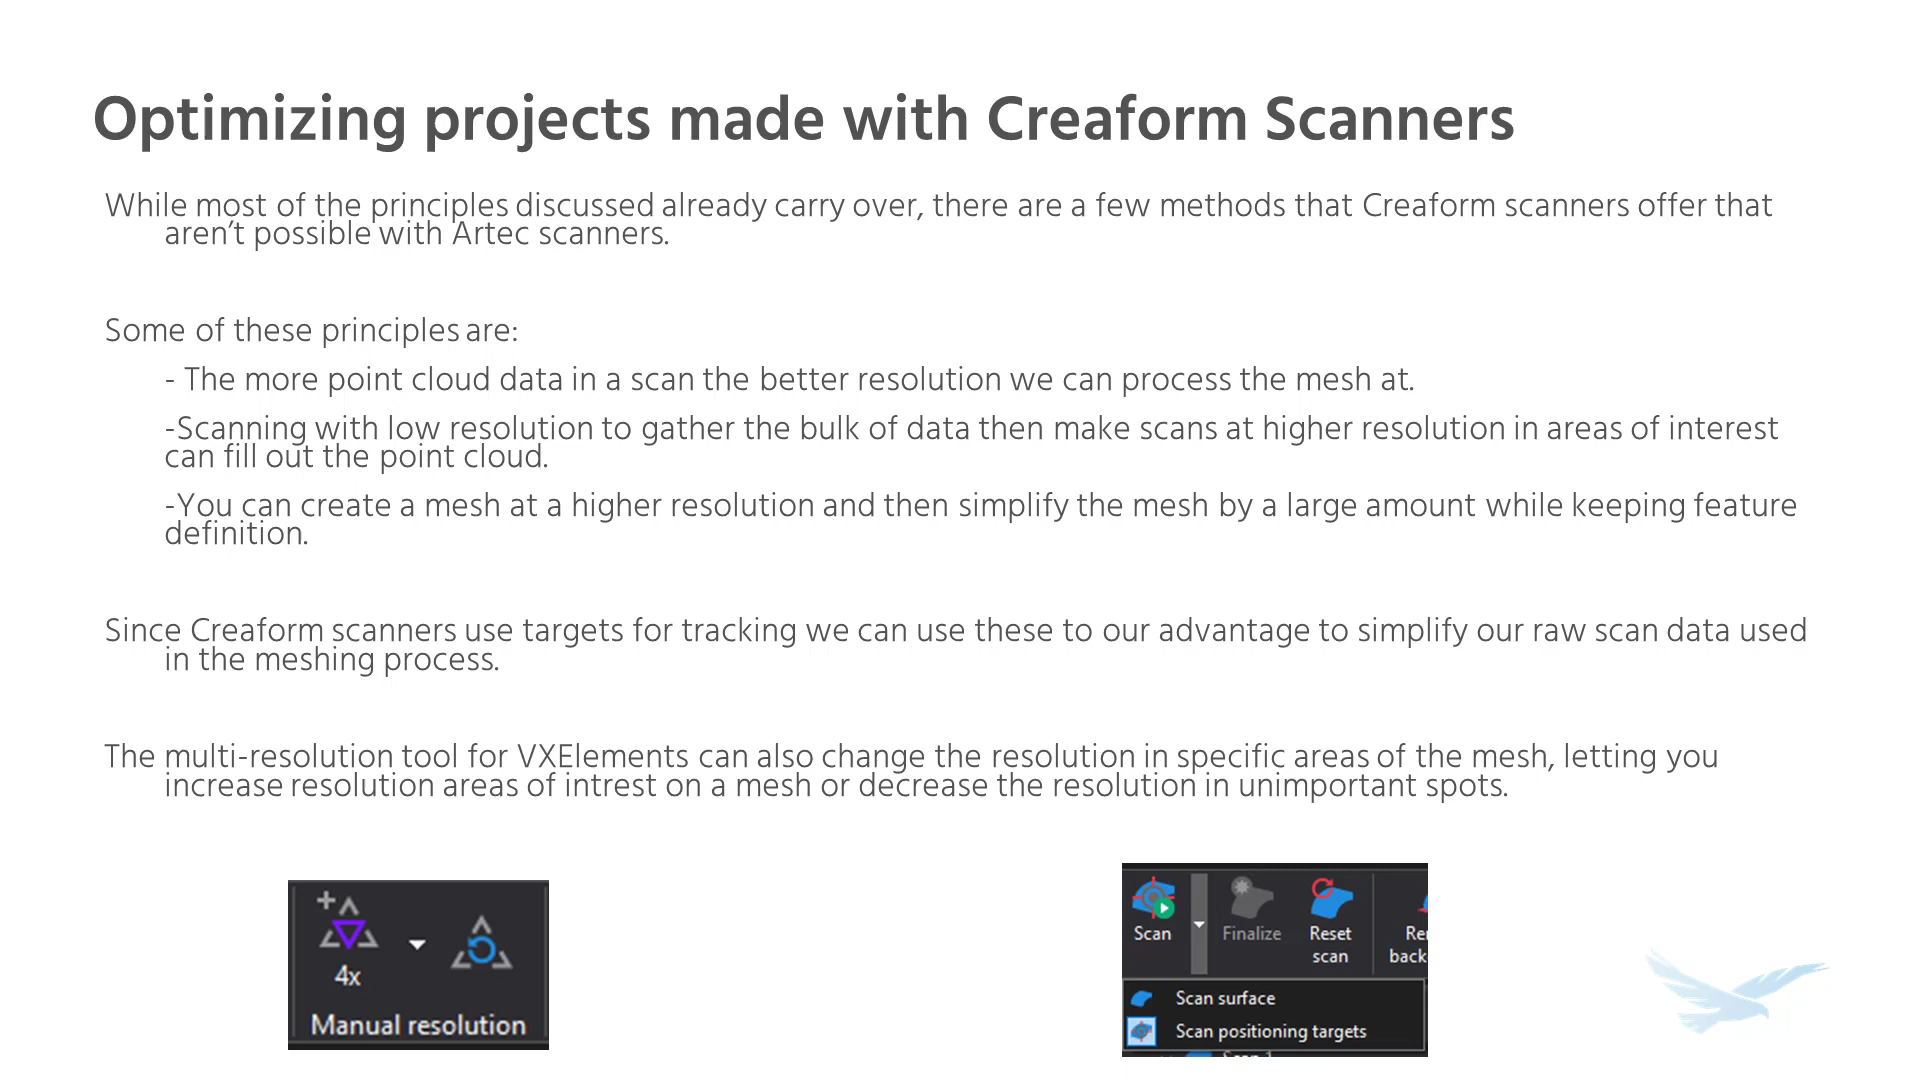 Optimizing projects made with Creaform Scanners
While most of the principles discussed already carry over, there are a few methods that Creaform scanners offer that
aren’t possible with Artec scanners.
Some of these principles are:
- The more point cloud data in a scan the better resolution we can process the mesh at.
-Scanning with low resolution to gather the bulk of data then make scans at higher resolution in areas of interest
can fill out the point cloud.
-You can create a mesh at a higher resolution and then simplify the mesh by a large amount while keeping feature
definition.
Since Creaform scanners use targets for tracking we can use these to our advantage to simplify our raw scan data used
in the meshing process.
The multi-resolution tool for VXElements can also change the resolution in specific areas of the mesh, letting you
increase resolution areas of intrest on a mesh or decrease the resolution in unimportant spots.
4x
Manual resolution
Scan
Finalize
Reset
scan
back
Scan surface
Scan positioning targets